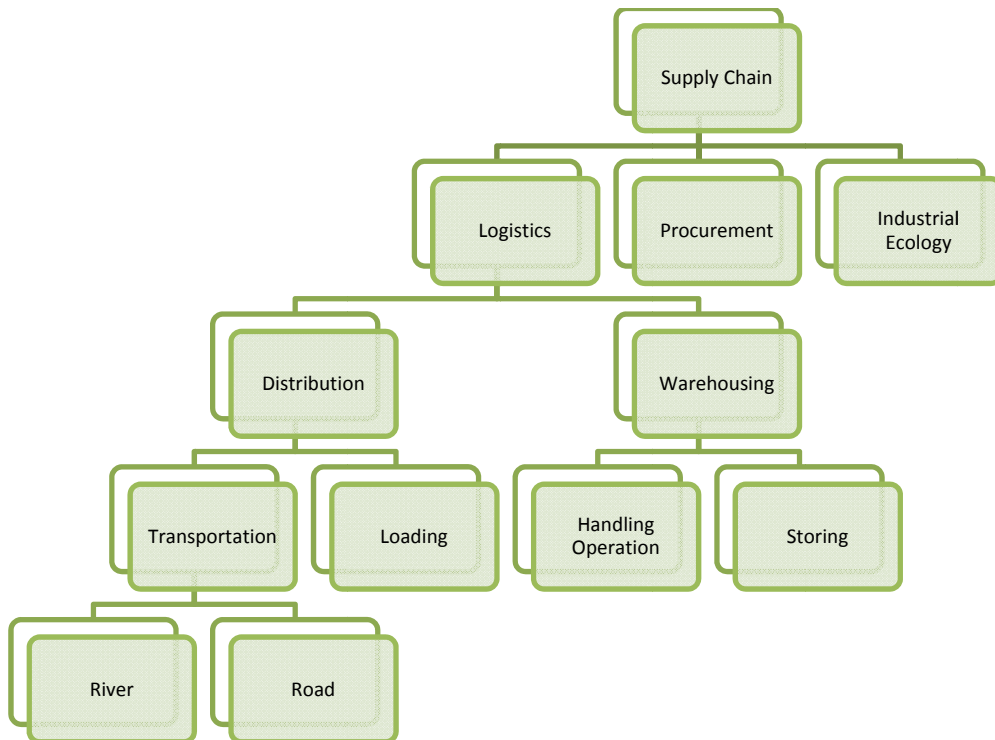 Supply Chain
Logistics
Procurement
Industrial
Ecology
Distribution
Warehousing
Transportation
Loading
Handling
Operation
Storing
River
Road